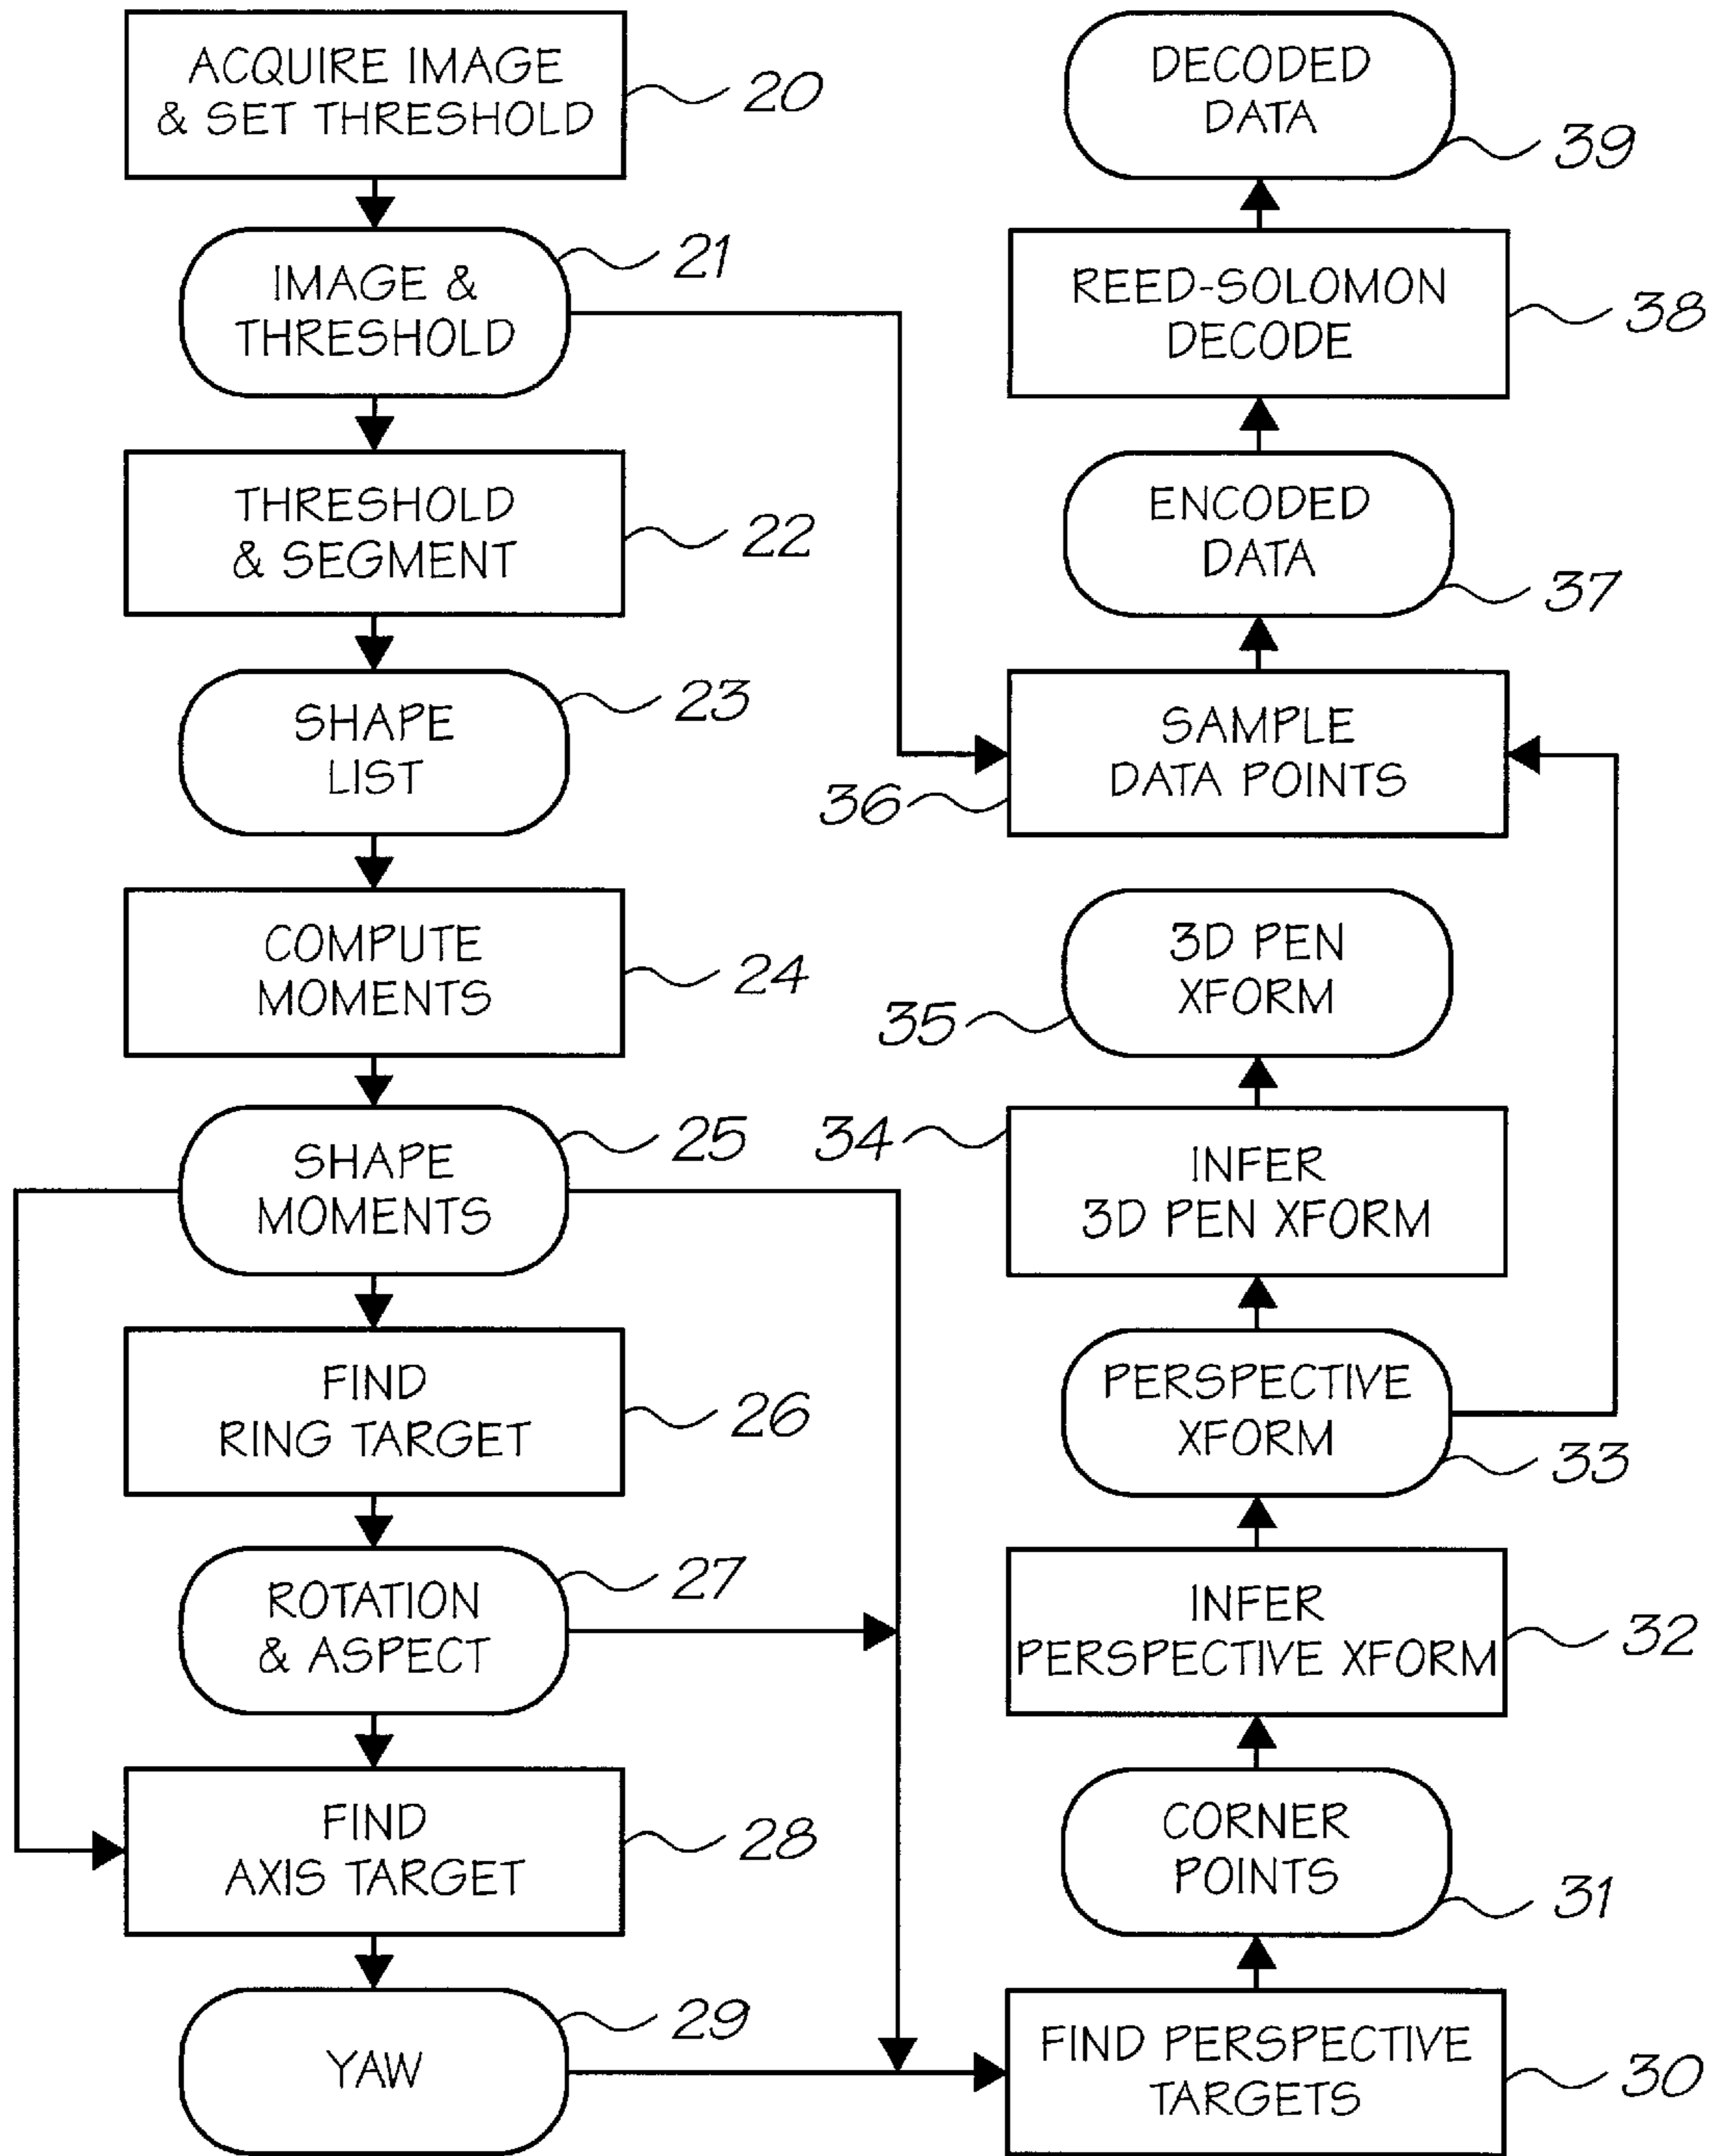 ACQUIRE IMAGE
& SET THRESHOLD
20
IMAGE &
THRESHOLD
21
THRESHOLD
& SEGMENT
22
SHAPE
LIST
23
COMPUTE
MOMENTS
24
SHAPE
MOMENTS
25
FIND
RING TARGET
26
ROTATION
& ASPECT
27
FIND
AXIS TARGET
28
YAW
29
DECODED
DATA
39
REED-SOLOMON
DECODE
38
ENCODED
DATA
37
SAMPLE
DATA POINTS
36
3D PEN
XFORM
35
INFER
3D PEN XFORM
34
PERSPECTIVE
XFORM
33
INFER
PERSPECTIVE XFORM
32
CORNER
POINTS
31
FIND PERSPECTIVE
TARGETS
30